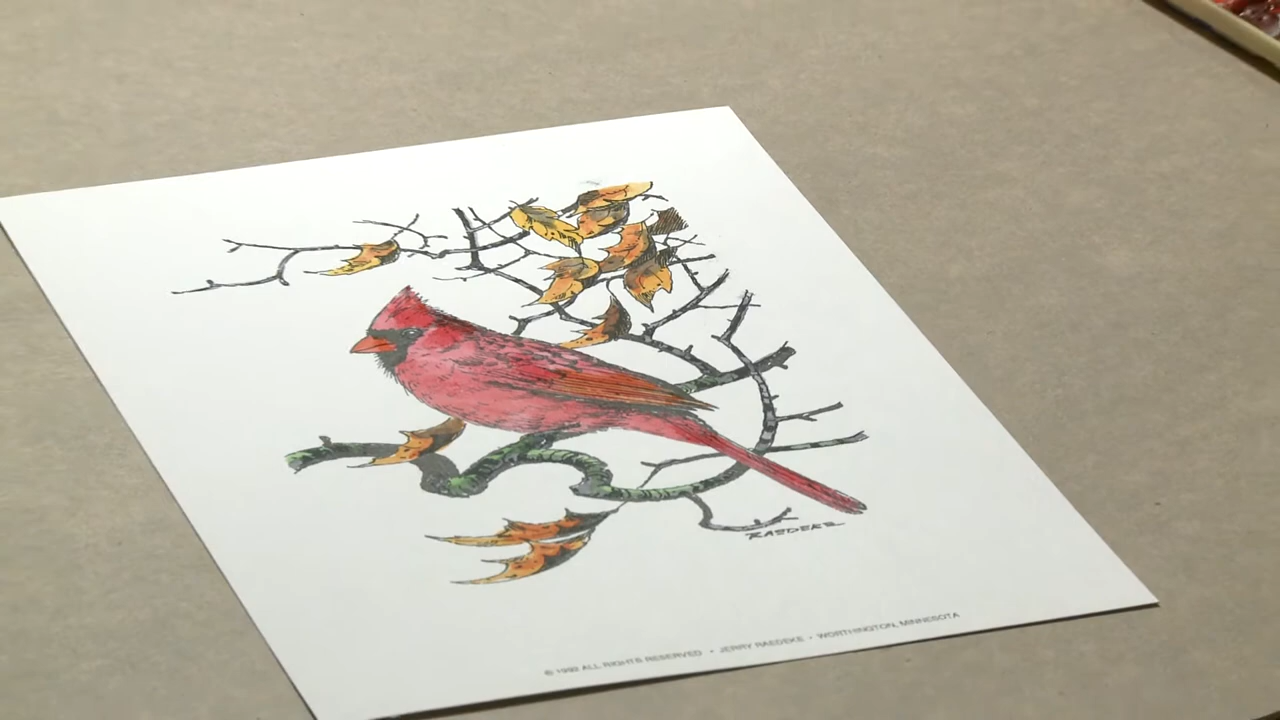 RAEDEKE
© 1992 ALL RIGHTS RESERVED • JERRY RAEDEKE • WORTHINGTON, MINNESOTA